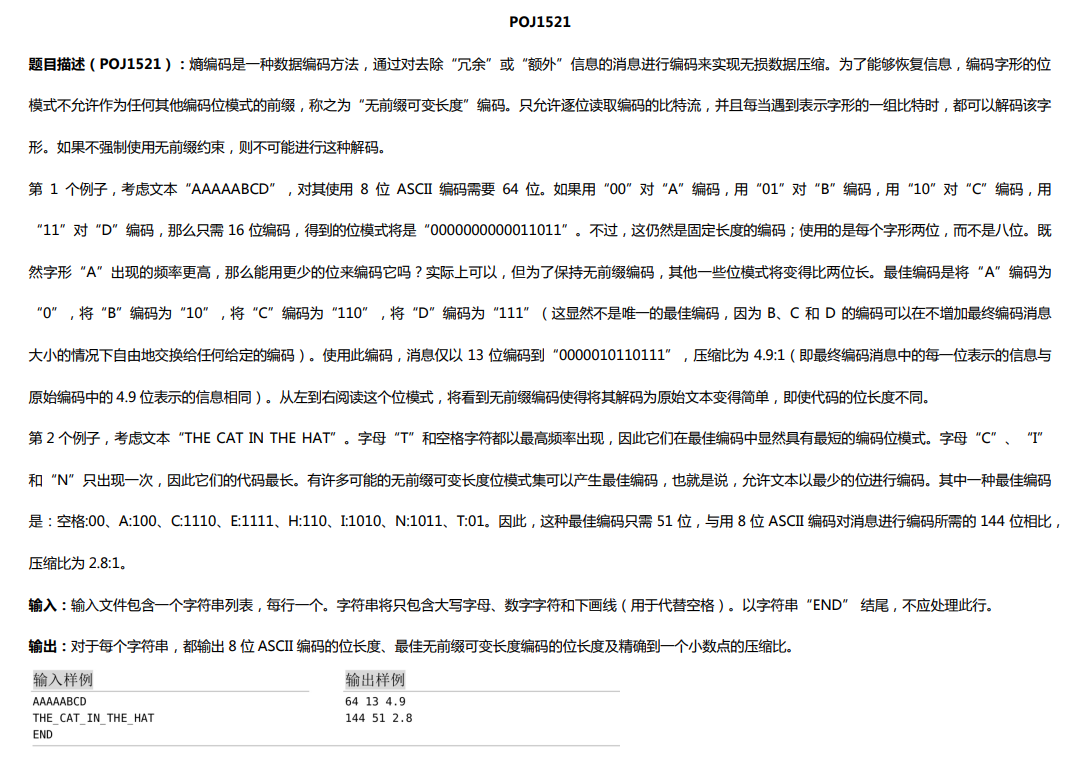 POJ1521
题目描述（POJ1521）：熵编码是一种数据编码方法，通过对去除“冗余”或“额外”信息的消息进行编码来实现无损数据压缩。为了能够恢复信息，编码字形的位
模式不允许作为任何其他编码位模式的前缀，称之为“无前缀可变长度”编码。只允许逐位读取编码的比特流，并且每当遇到表示字形的一组比特时，都可以解码该字
形。如果不强制使用无前缀约束，则不可能进行这种解码。
第 1 个例子，考虑文本“AAAAABCD”，对其使用 8 位 ASCII 编码需要 64 位。如果用“00”对“A”编码，用“01”对“B”编码，用“10”对“C”编码，用
“11”对“D”编码，那么只需 16 位编码，得到的位模式将是“0000000000011011”。不过，这仍然是固定长度的编码；使用的是每个字形两位，而不是八位。既
然字形“A”出现的频率更高，那么能用更少的位来编码它吗？实际上可以，但为了保持无前缀编码，其他一些位模式将变得比两位长。最佳编码是将“A”编码为
“0”，将“B”编码为“10”，将“C”编码为“110”，将“D”编码为“111”（这显然不是唯一的最佳编码，因为 B、C 和 D 的编码可以在不增加最终编码消息
大小的情况下自由地交换给任何给定的编码）。使用此编码，消息仅以 13 位编码到“0000010110111”，压缩比为 4.9:1（即最终编码消息中的每一位表示的信息与
原始编码中的 4.9 位表示的信息相同）。从左到右阅读这个位模式，将看到无前缀编码使得将其解码为原始文本变得简单，即使代码的位长度不同。
第 2 个例子，考虑文本“THE CAT IN THE HAT”。字母“T”和空格字符都以最高频率出现，因此它们在最佳编码中显然具有最短的编码位模式。字母“C”、“I”
和“N”只出现一次，因此它们的代码最长。有许多可能的无前缀可变长度位模式集可以产生最佳编码，也就是说，允许文本以最少的位进行编码。其中一种最佳编码
是：空格:00、A:100、C:1110、E:1111、H:110、I:1010、N:1011、T:01。因此，这种最佳编码只需 51 位，与用 8 位 ASCII 编码对消息进行编码所需的 144 位相比，
压缩比为 2.8:1。
输入：输入文件包含一个字符串列表，每行一个。字符串将只包含大写字母、数字字符和下画线（用于代替空格）。以字符串“END” 结尾，不应处理此行。
输出：对于每个字符串，都输出 8 位 ASCII 编码的位长度、最佳无前缀可变长度编码的位长度及精确到一个小数点的压缩比。
输入样例 输出样例
AAAAABCD 64 13 4.9
THE_CAT_IN_THE_HAT 144 51 2.8
END